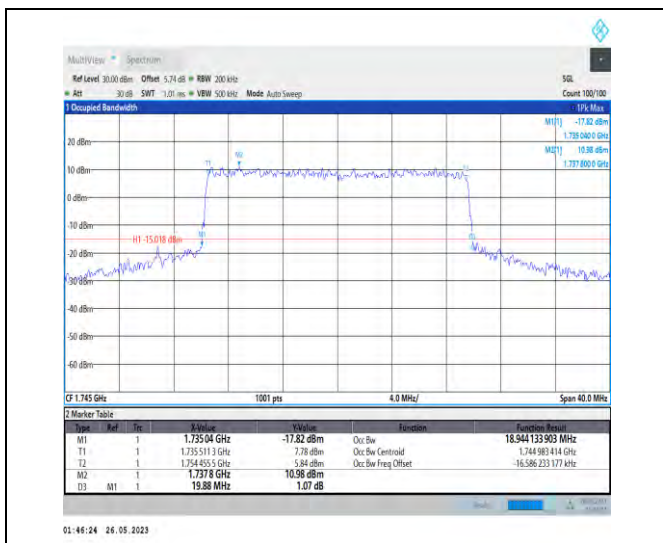 MultiView Spectrum
Ref Level 30.00 dBm Offset 5.74 dB RBW 200 kHz SGL
Att 30 dB SWT 1.01 ms VBW 500 kHz Mode Auto Sweep Count 100/100
1 Occupied Bandwidth 1Pk Max
M1[1] -17.82 dBm
1.735 040 0 GHz
M2[1] 10.98 dBm
1.737 800 0 GHz
20 dBm
10 dBm
0 dBm
-10 dBm
-20 dBm
-30 dBm
-40 dBm
-50 dBm
-60 dBm
T1
M2
T2
H1 -15.018 dBm
M1
D3
CF 1.745 GHz 1001 pts 4.0 MHz/ Span 40.0 MHz
2 Marker Table
Type Ref Trc X-Value Y-Value Function Function Result
M1 1 1.735 04 GHz -17.82 dBm Occ Bw 18.944 133 903 MHz
T1 1 1.735 511 3 GHz 7.78 dBm Occ Bw Centroid 1.744 983 414 GHz
T2 1 1.754 455 5 GHz 5.84 dBm Occ Bw Freq Offset -16.586 233 177 kHz
M2 1 1.737 8 GHz 10.98 dBm
D3 M1 1 19.88 MHz 1.07 dB
01:46:24 26.05.2023